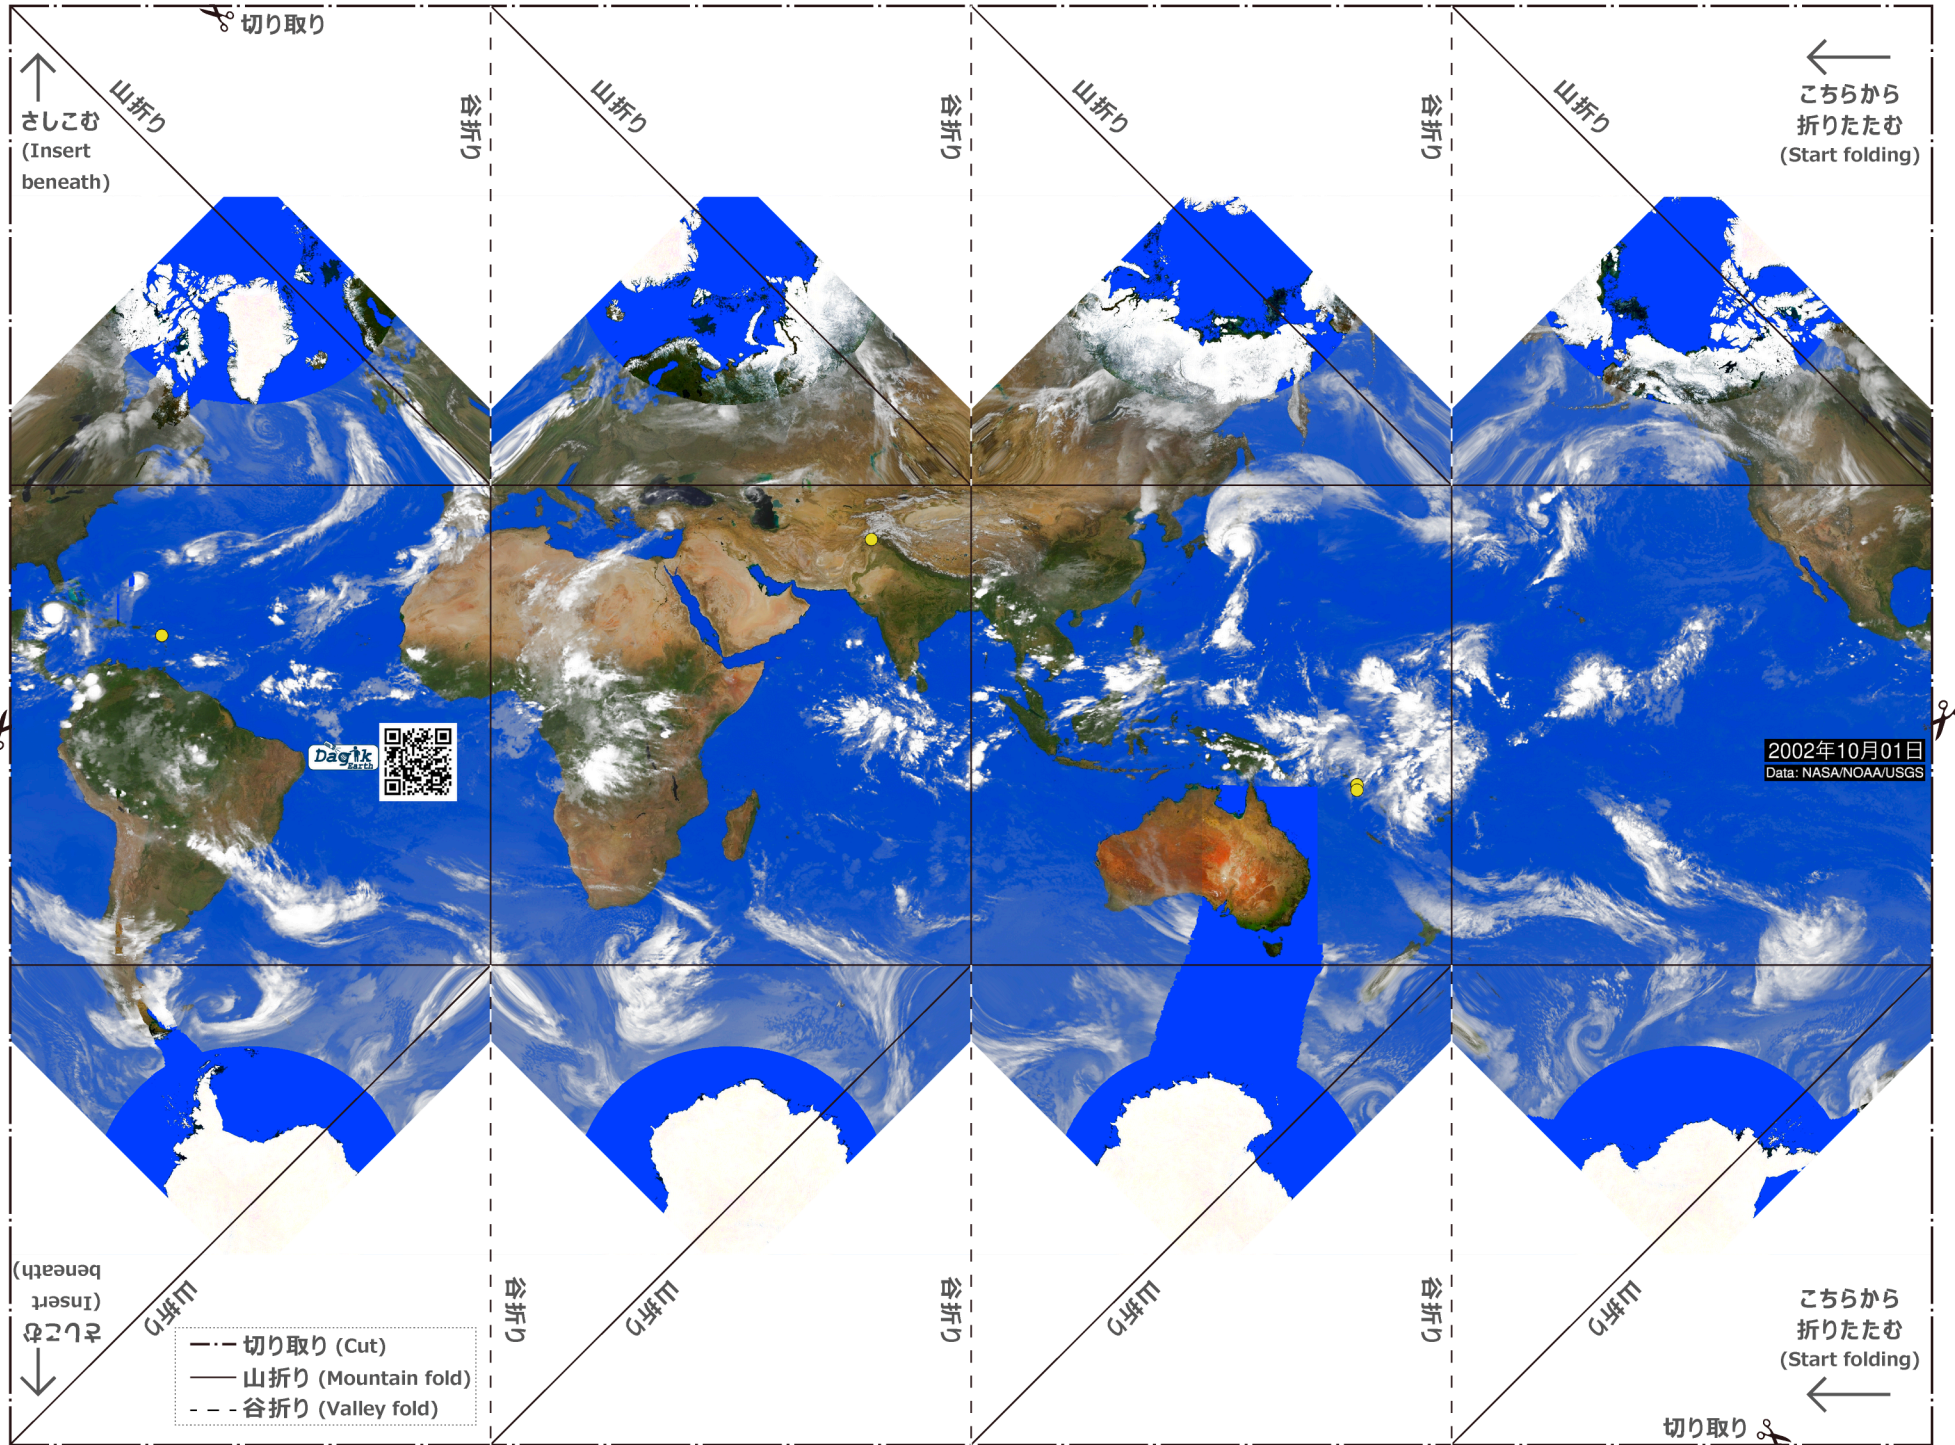 切り取り
さしこむ
(Insert
beneath)
山折り
谷折り
山折り
谷折り
山折り
谷折り
山折り
こちらから
折りたたむ
(Start folding)
Dagik
Earth
2002年10月01日
Data: NASA/NOAA/USGS
さしこむ
(Insert
beneath)
山折り
谷折り
山折り
谷折り
山折り
谷折り
山折り
こちらから
折りたたむ
(Start folding)
切り取り (Cut)
山折り (Mountain fold)
谷折り (Valley fold)
切り取り